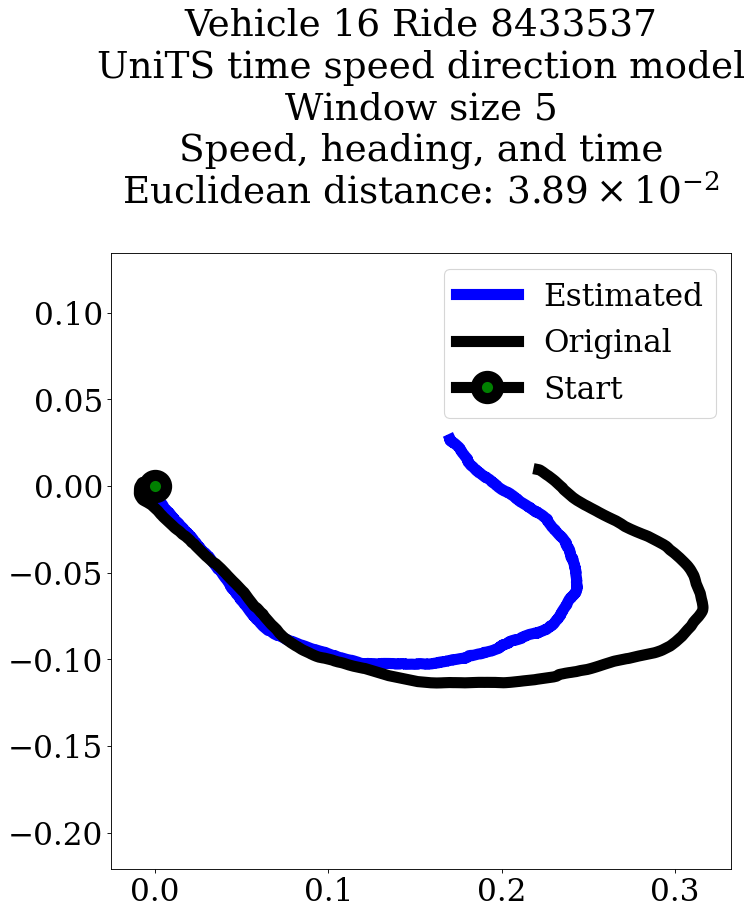 Vehicle 16 Ride 8433537
UniTS time speed direction model
Window size 5
Speed, heading, and time
Euclidean distance: 3.89 × 10⁻²
Estimated
Original
Start
0.10
0.05
0.00
−0.05
−0.10
−0.15
−0.20
0.0 0.1 0.2 0.3